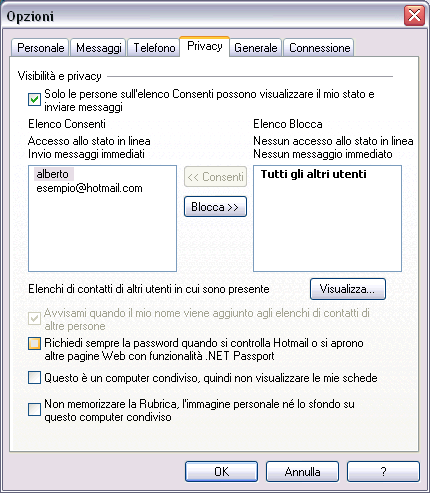 Opzioni
Personale Messaggi Telefono Privacy Generale Connessione
Visibilità e privacy
Solo le persone sull'elenco Consenti possono visualizzare il mio stato e
inviare messaggi
Elenco Consenti
Elenco Blocca
Accesso allo stato in linea
Invio messaggi immediati
Nessun accesso allo stato in linea
Nessun messaggio immediato
alberto
esempio@hotmail.com
<< Consenti
Blocca >>
Tutti gli altri utenti
Elenchi di contatti di altri utenti in cui sono presente
Visualizza...
Avvisami quando il mio nome viene aggiunto agli elenchi di contatti di
altre persone
Richiedi sempre la password quando si controlla Hotmail o si aprono
altre pagine Web con funzionalità .NET Passport
Questo è un computer condiviso, quindi non visualizzare le mie schede
Non memorizzare la Rubrica, l'immagine personale né lo sfondo su
questo computer condiviso
OK
Annulla
?